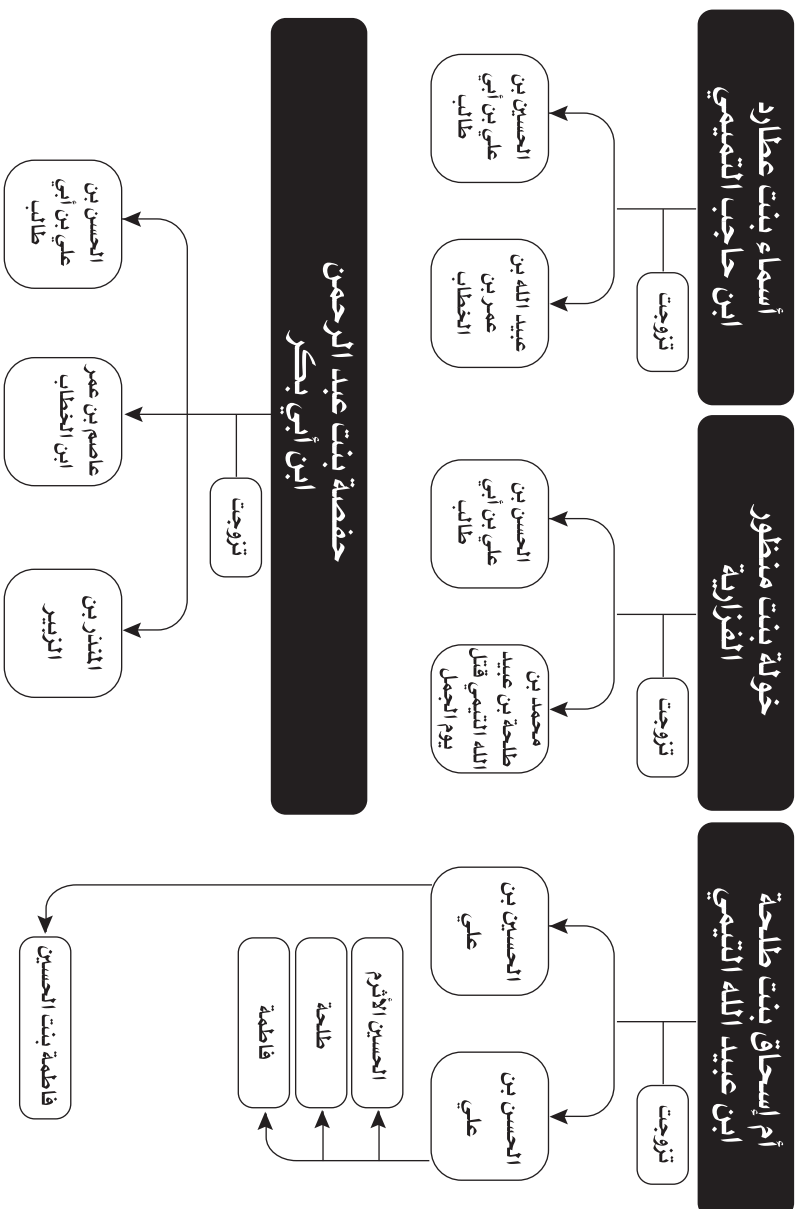 أم إسحاق بنت طلحة
ابن عبيد الله التيمي
تزوجت
الحسن بن
علي
الحسين بن
علي
الحسين الأثرم
طلحة
فاطمة
فاطمة بنت الحسين
خولة بنت منظور
الفزارية
تزوجت
محمد بن
طلحة بن عبيد
الله التيمي قتل
يوم الجمل
الحسن بن
علي بن أبي
طالب
أسماء بنت عطارد
ابن حاجب التميمي
تزوجت
عبيد الله بن
عمر بن
الخطاب
الحسين بن
علي بن أبي
طالب
حفصة بنت عبد الرحمن
ابن أبي بكر
تزوجت
المنذر بن
الزبير
عاصم بن عمر
ابن الخطاب
الحسن بن
علي بن أبي
طالب